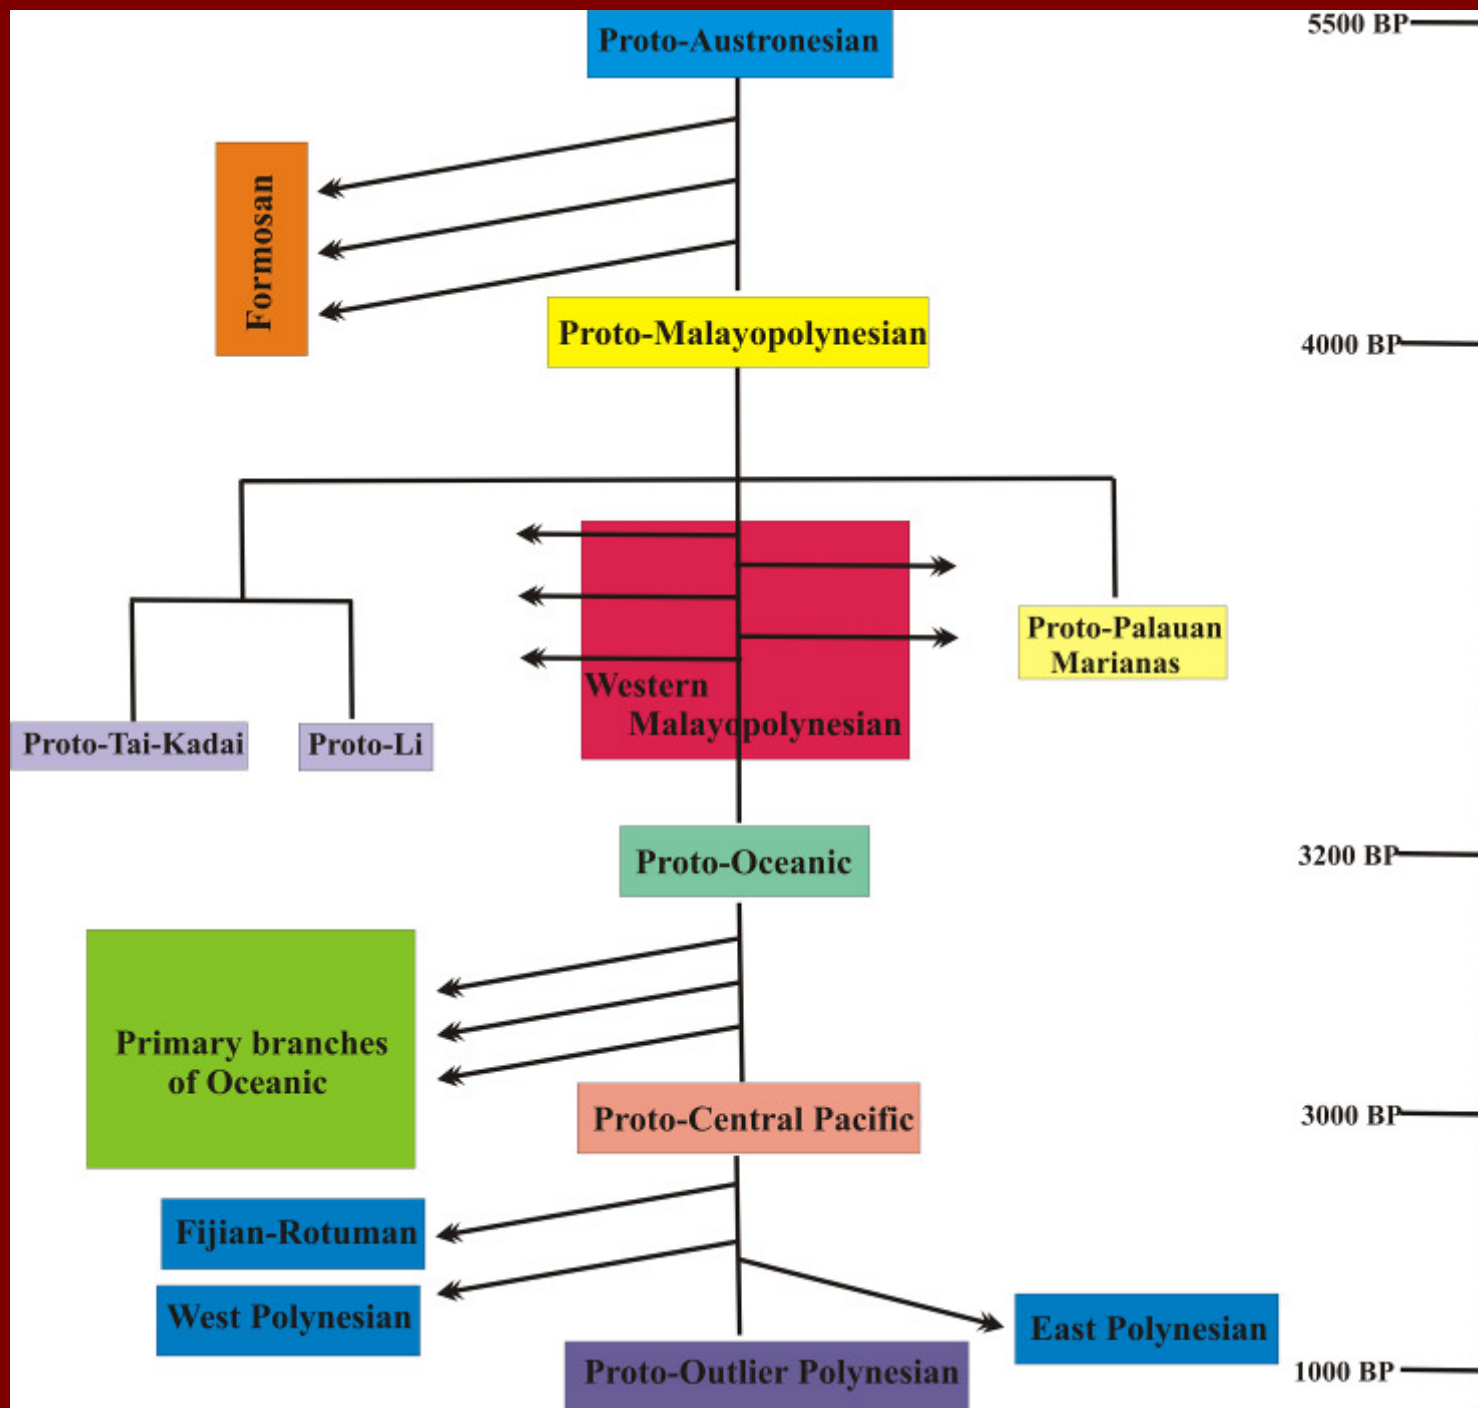 Proto-Austronesian
5500 BP
Formosan
Proto-Malayopolynesian
4000 BP
Proto-Palauan
Marianas
Western
Malayopolynesian
Proto-Tai-Kadai
Proto-Li
Proto-Oceanic
3200 BP
Primary branches
of Oceanic
Proto-Central Pacific
3000 BP
Fijian-Rotuman
West Polynesian
East Polynesian
Proto-Outlier Polynesian
1000 BP